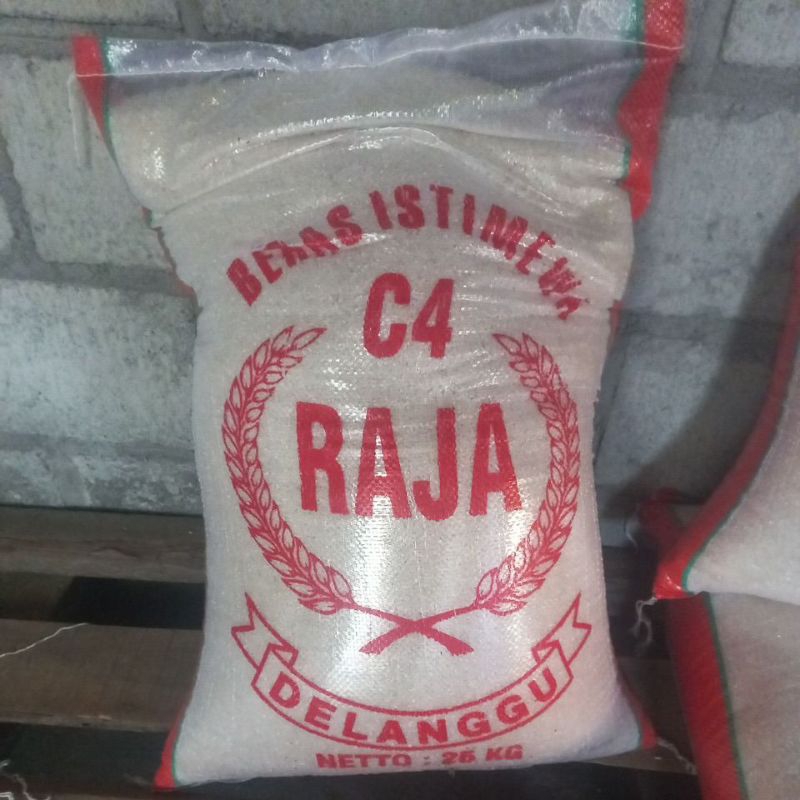 BERAS ISTIMEWA
C4
RAJA
DELANGGU
NETTO : 25 KG